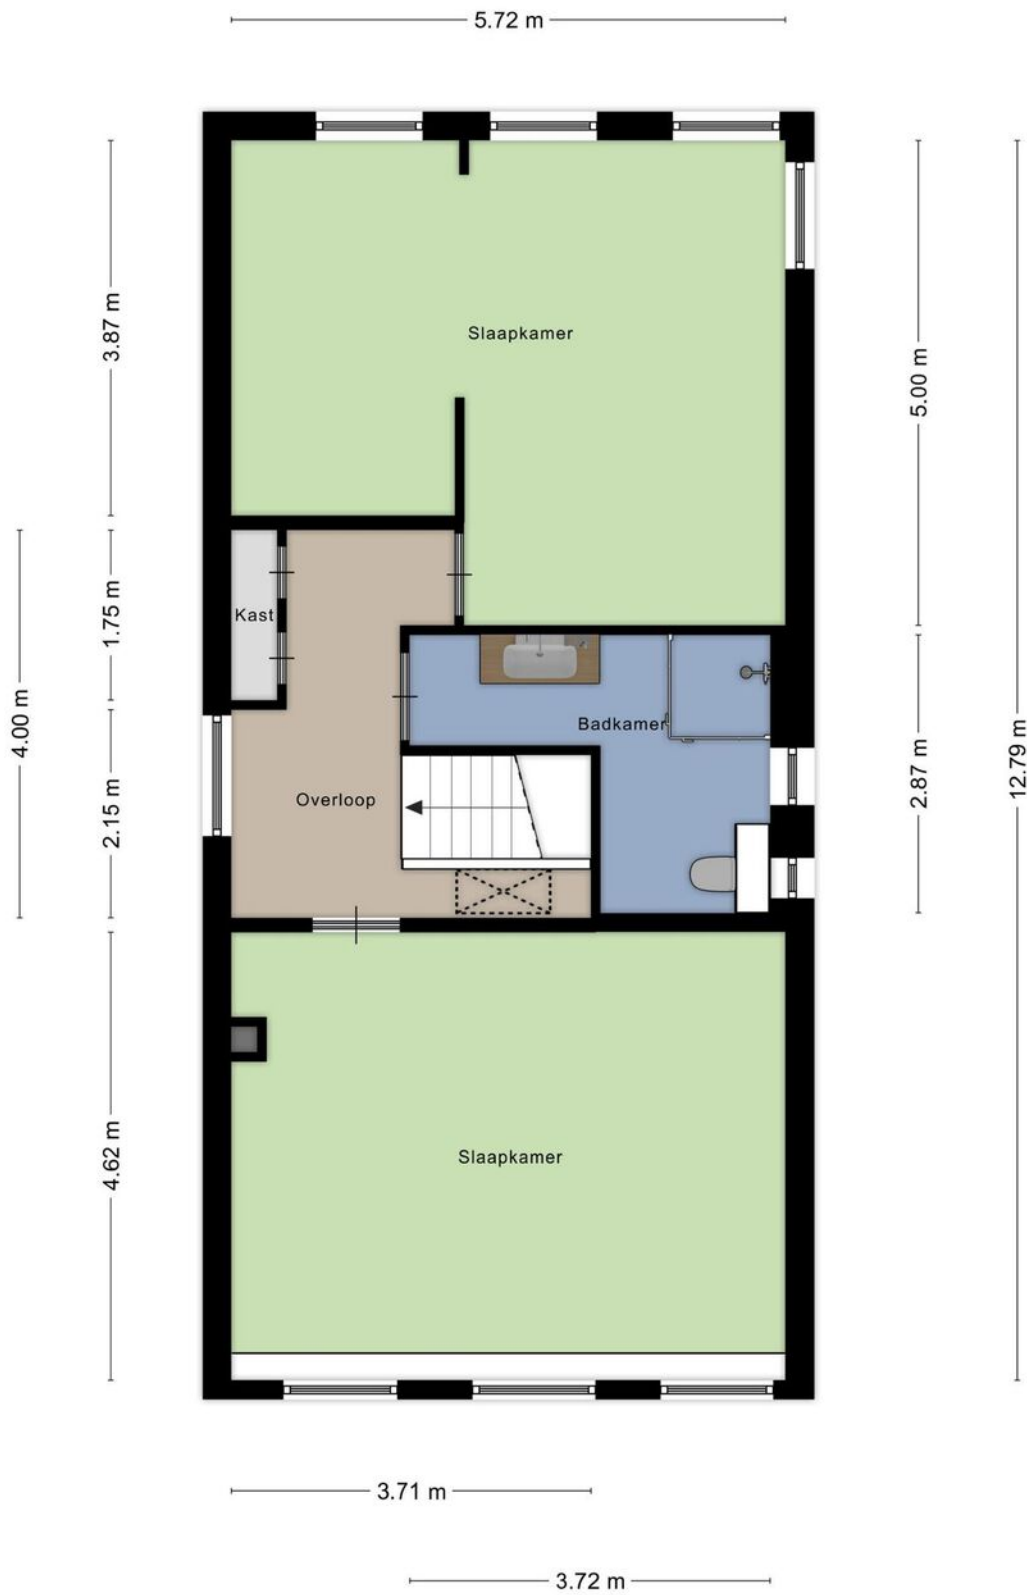 5.72 m
Slaapkamer
3.87 m
5.00 m
Kast
1.75 m
4.00 m
Badkamer
12.79 m
2.87 m
Overloop
2.15 m
Slaapkamer
4.62 m
3.71 m
3.72 m